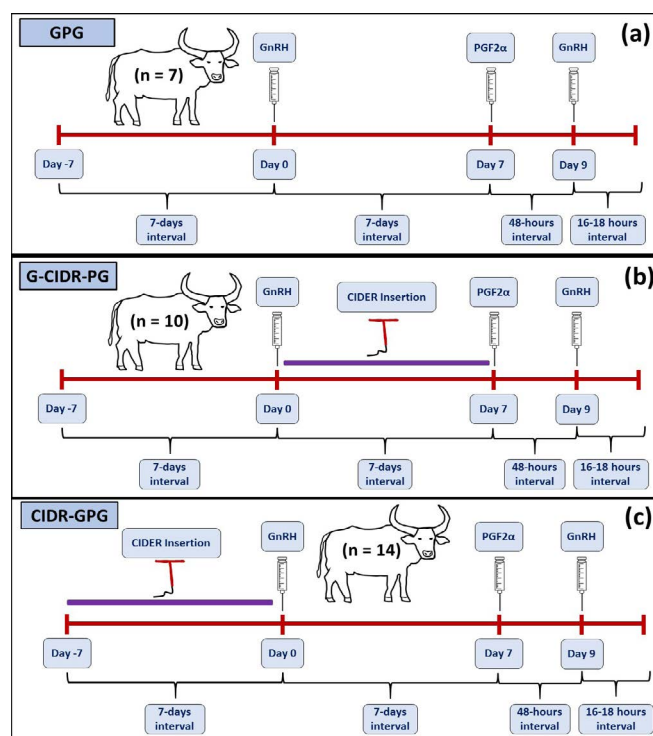 GPG
(a)
GnRH
PGF2α
GnRH
(n = 7)
Day -7
Day 0
Day 7
Day 9
7-days
interval
7-days
interval
48-hours
interval
16-18 hours
interval
G-CIDR-PG
(b)
GnRH
CIDER Insertion
PGF2α
GnRH
(n = 10)
Day -7
Day 0
Day 7
Day 9
7-days
interval
7-days
interval
48-hours
interval
16-18 hours
interval
CIDR-GPG
(c)
CIDER Insertion
GnRH
PGF2α
GnRH
(n = 14)
Day -7
Day 0
Day 7
Day 9
7-days
interval
7-days
interval
48-hours
interval
16-18 hours
interval